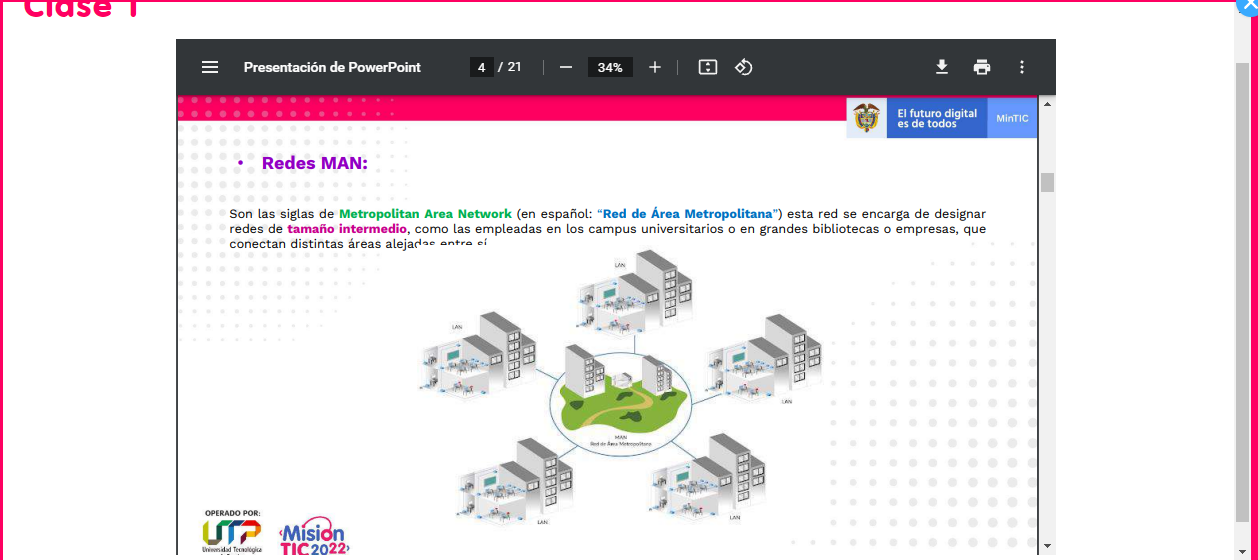 Clase 1
Presentación de PowerPoint
4 / 21
34%
El futuro digital
es de todos
MinTIC
• Redes MAN:
Son las siglas de Metropolitan Area Network (en español: “Red de Área Metropolitana”) esta red se encarga de designar
redes de tamaño intermedio, como las empleadas en los campus universitarios o en grandes bibliotecas o empresas, que
conectan distintas áreas alejadas entre sí
LAN
LAN
LAN
MAN
Red de Área Metropolitana
LAN
LAN
OPERADO POR:
UTP
Universidad Tecnológica
Misión
TIC2022